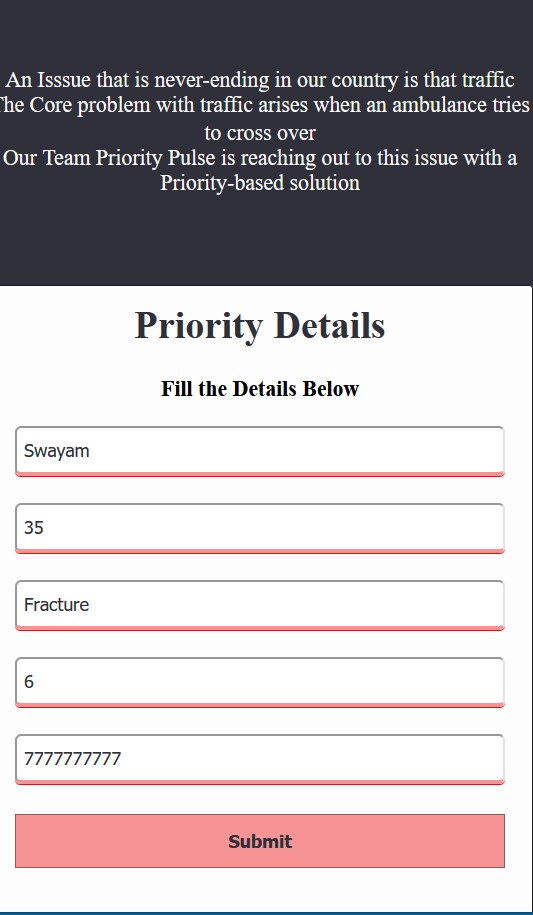 An Isssue that is never-ending in our country is that traffic
The Core problem with traffic arises when an ambulance tries
to cross over
Our Team Priority Pulse is reaching out to this issue with a
Priority-based solution
Priority Details
Fill the Details Below
Swayam
35
Fracture
6
7777777777
Submit